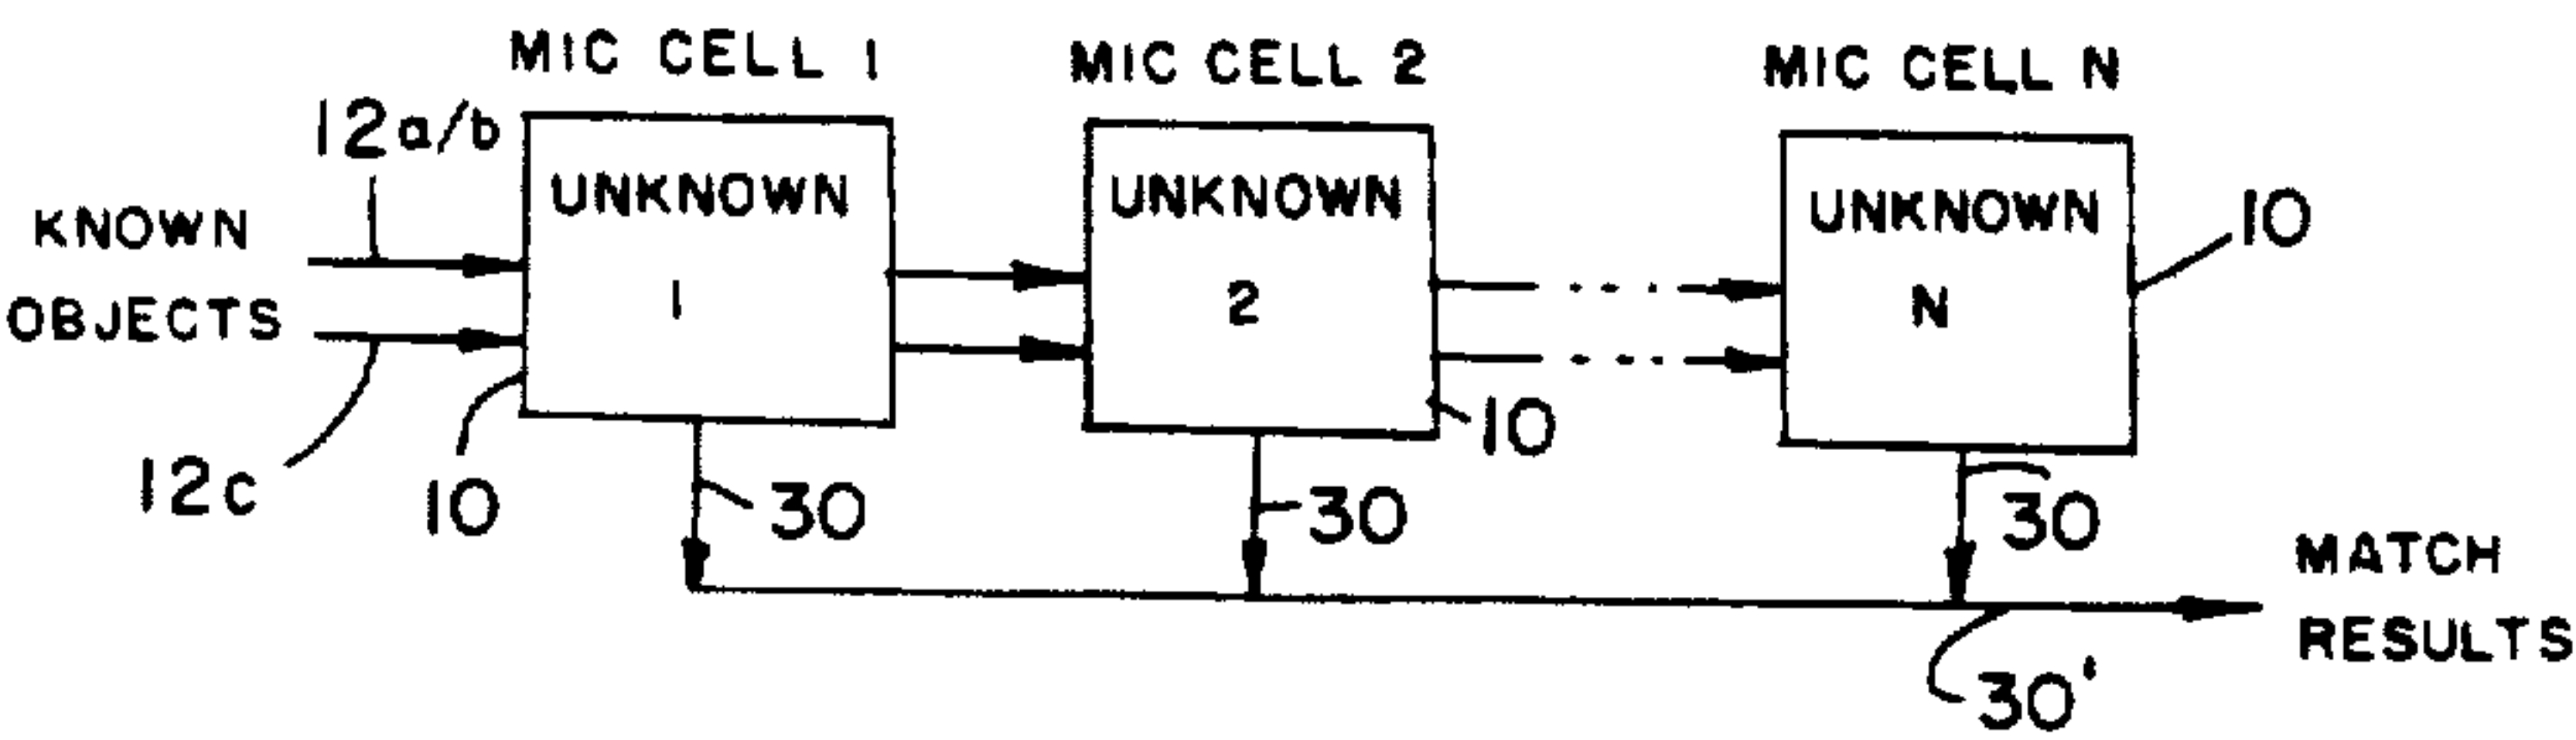 MIC CELL 1
MIC CELL 2
MIC CELL N
12a/b
KNOWN
OBJECTS
12c
10
UNKNOWN
1
UNKNOWN
2
UNKNOWN
N
10
10
30
30
30
30'
MATCH
RESULTS